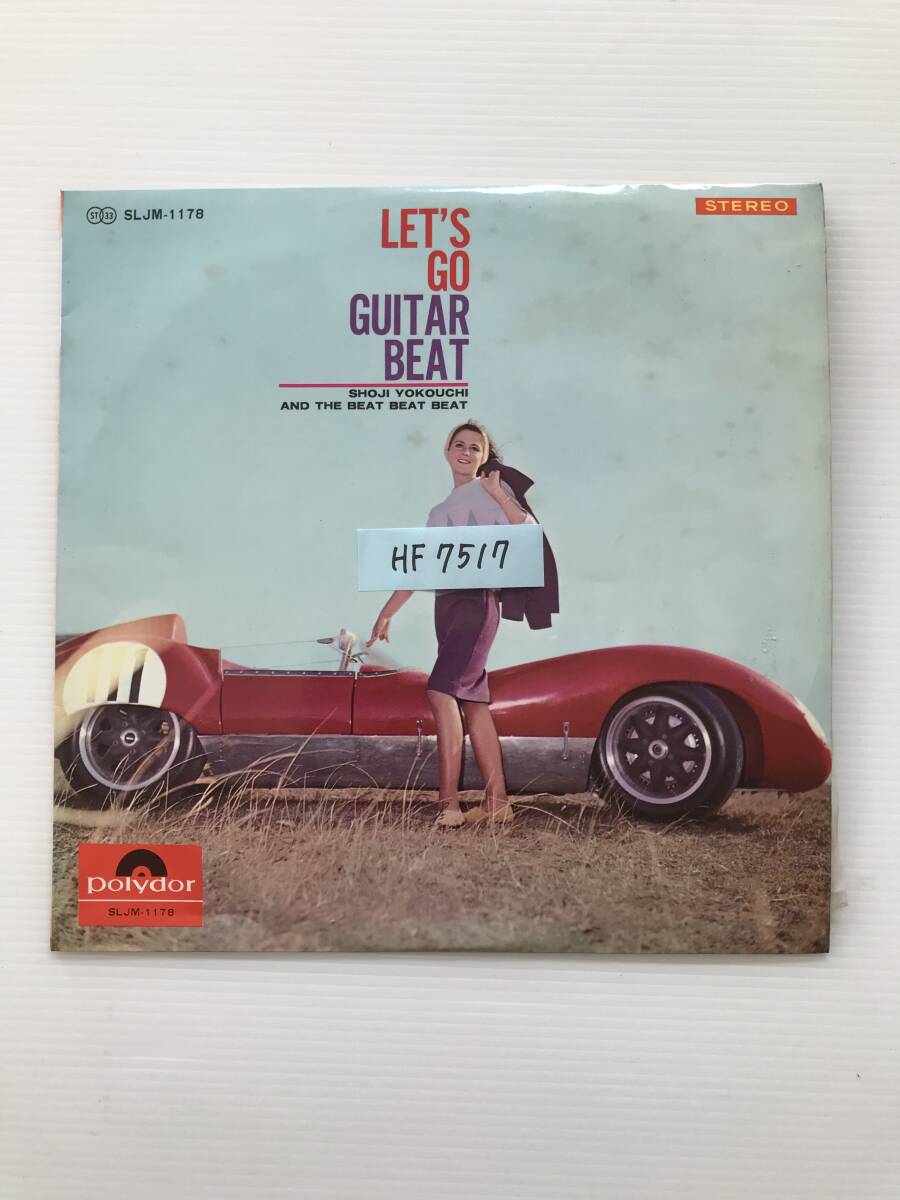 ST 33 SLJM-1178
STEREO
LET'S
GO
GUITAR
BEAT
SHOJI YOKOUCHI
AND THE BEAT BEAT BEAT
HF 7517
polydor
SLJM-1178